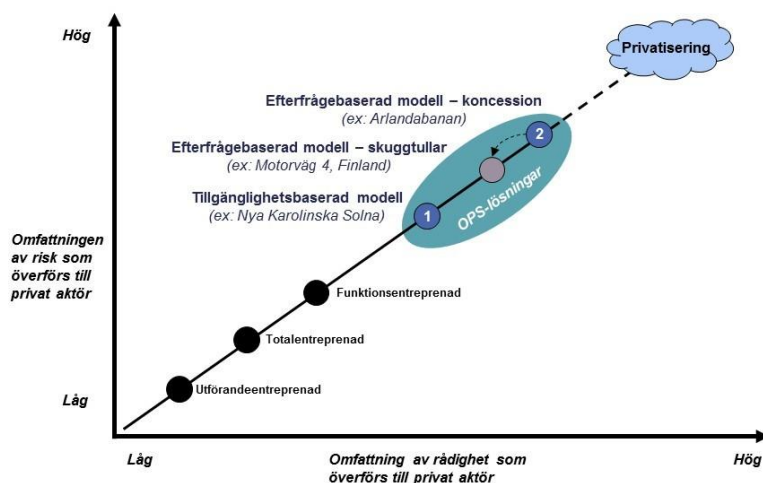 Hög
Privatisering
Efterfrågebaserad modell – koncession
(ex: Arlandabanan)
2
Efterfrågebaserad modell – skuggtullar
(ex: Motorväg 4, Finland)
Tillgänglighetsbaserad modell
(ex: Nya Karolinska Solna)
1
OPS-lösningar
Omfattningen
av risk som
överförs till
privat aktör
Funktionsentreprenad
Totalentreprenad
Utförandeentreprenad
Låg
Låg
Omfattning av rådighet som
överförs till privat aktör
Hög